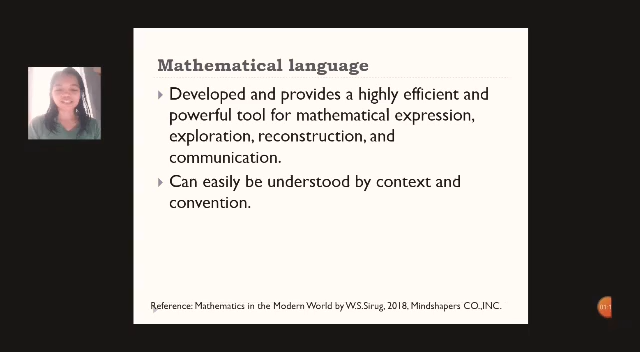 Mathematical language
Developed and provides a highly efficient and
powerful tool for mathematical expression,
exploration, reconstruction, and
communication.
Can easily be understood by context and
convention.
Reference: Mathematics in the Modern World by W.S.Sirug, 2018, Mindshapers CO.,INC.